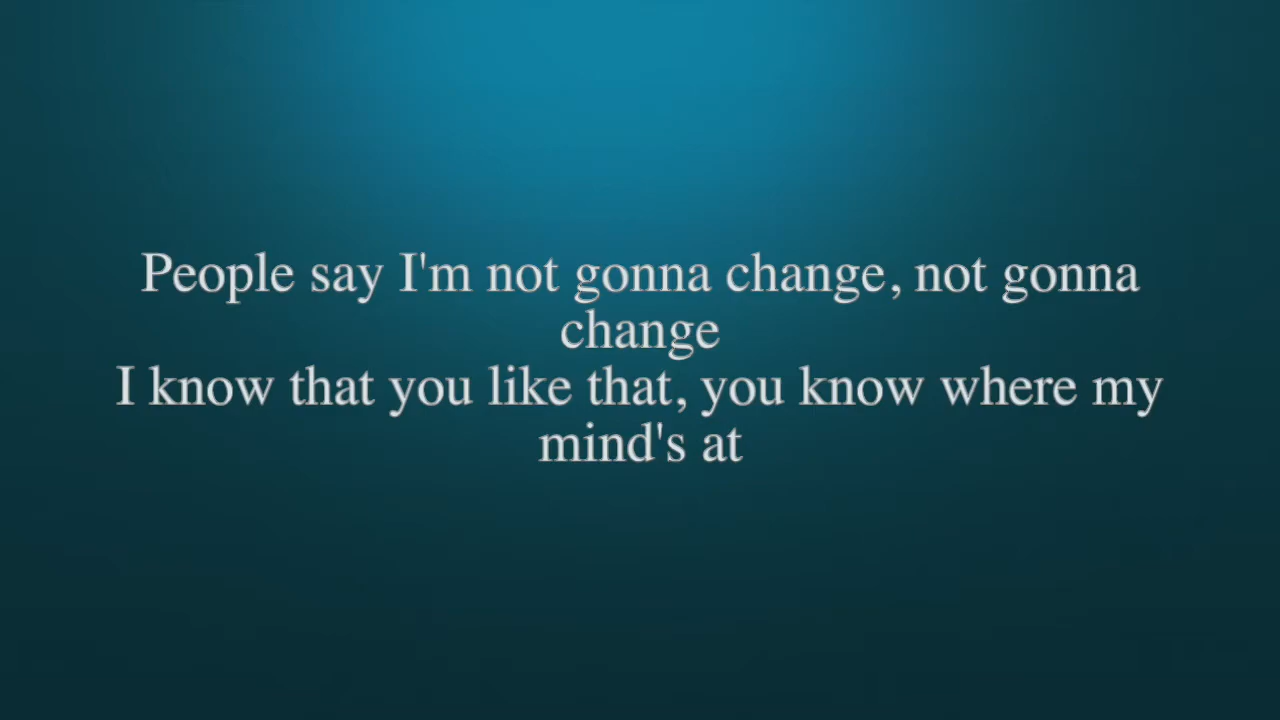 People say I'm not gonna change, not gonna
change
I know that you like that, you know where my
mind's at